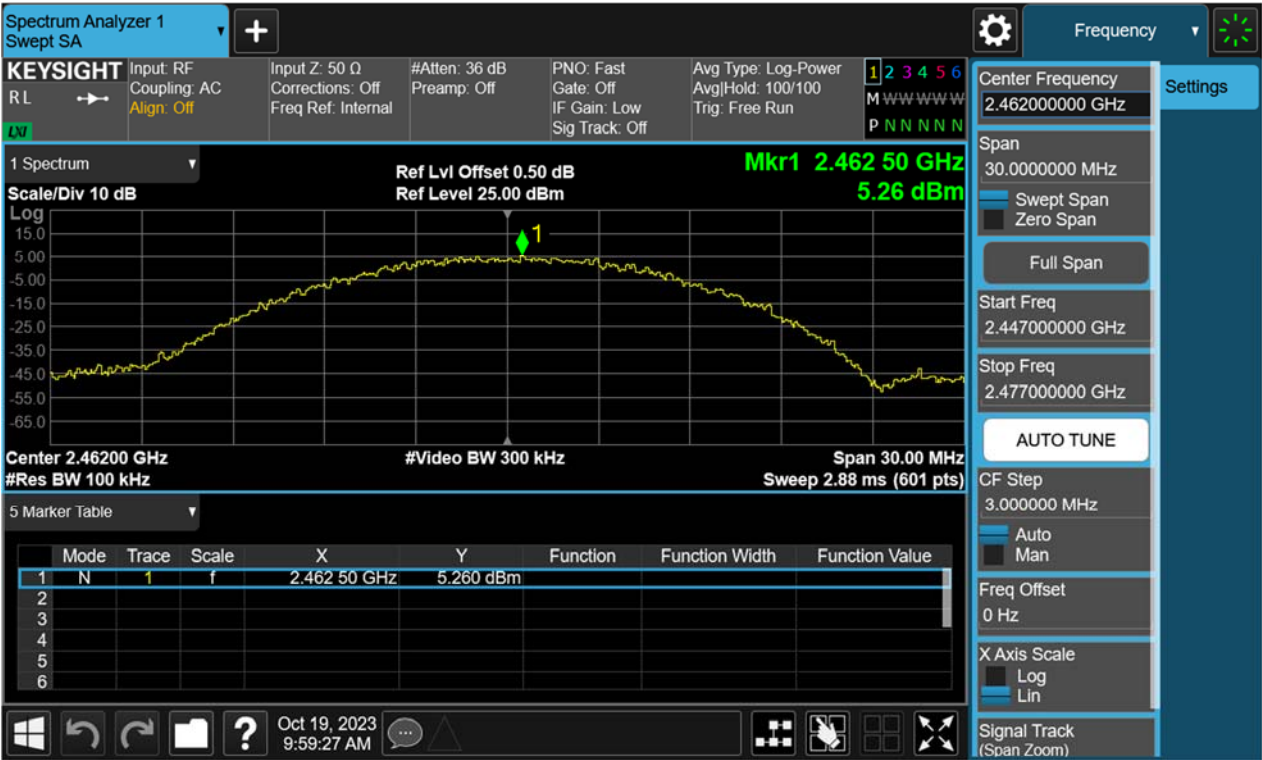 Spectrum Analyzer 1
Swept SA
+
Frequency
KEYSIGHT
RL
LXI
Input: RF
Coupling: AC
Align: Off
Input Z: 50 Ω
Corrections: Off
Freq Ref: Internal
#Atten: 36 dB
Preamp: Off
PNO: Fast
Gate: Off
IF Gain: Low
Sig Track: Off
Avg Type: Log-Power
Avg|Hold: 100/100
Trig: Free Run
1 2 3 4 5 6
M W W W W W
P N N N N N
1 Spectrum
Scale/Div 10 dB
Ref Lvl Offset 0.50 dB
Ref Level 25.00 dBm
Mkr1 2.462 50 GHz
5.26 dBm
Log
15.0
5.00
-5.00
-15.0
-25.0
-35.0
-45.0
-55.0
-65.0
1
Center 2.46200 GHz
#Res BW 100 kHz
#Video BW 300 kHz
Span 30.00 MHz
Sweep 2.88 ms (601 pts)
5 Marker Table
Mode Trace Scale X Y Function Function Width Function Value
1 N 1 f 2.462 50 GHz 5.260 dBm
2
3
4
5
6
?
Oct 19, 2023
9:59:27 AM
Center Frequency
2.462000000 GHz
Settings
Span
30.0000000 MHz
Swept Span
Zero Span
Full Span
Start Freq
2.447000000 GHz
Stop Freq
2.477000000 GHz
AUTO TUNE
CF Step
3.000000 MHz
Auto
Man
Freq Offset
0 Hz
X Axis Scale
Log
Lin
Signal Track
(Span Zoom)